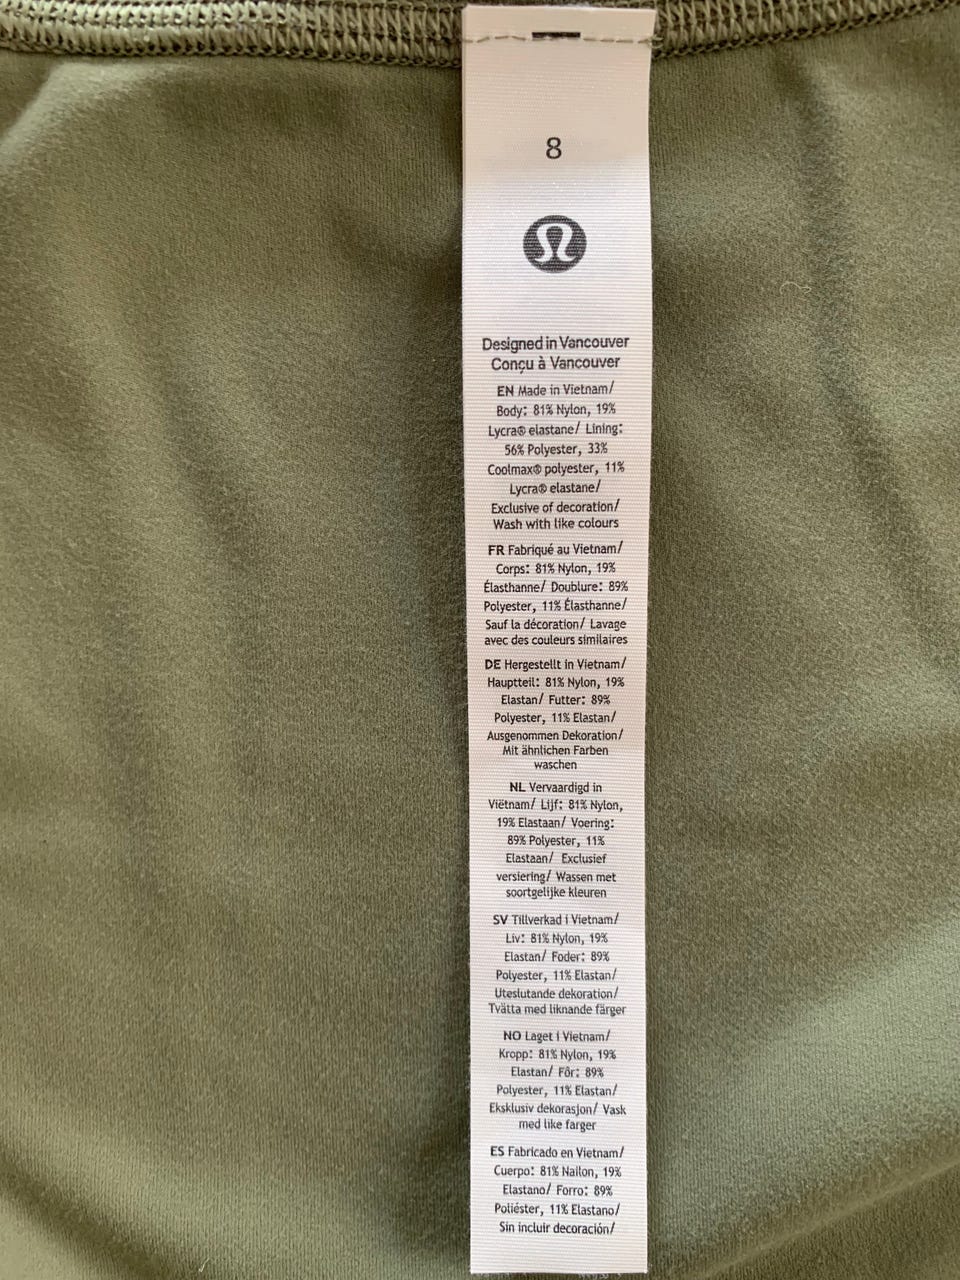 8
Designed in Vancouver
Conçu à Vancouver
EN Made in Vietnam/
Body: 81% Nylon, 19%
Lycra® elastane/ Lining:
56% Polyester, 33%
Coolmax® polyester, 11%
Lycra® elastane/
Exclusive of decoration/
Wash with like colours
FR Fabriqué au Vietnam/
Corps: 81% Nylon, 19%
Élasthanne/ Doublure: 89%
Polyester, 11% Élasthanne/
Sauf la décoration/ Lavage
avec des couleurs similaires
DE Hergestellt in Vietnam/
Hauptteil: 81% Nylon, 19%
Elastan/ Futter: 89%
Polyester, 11% Elastan/
Ausgenommen Dekoration/
Mit ähnlichen Farben
waschen
NL Vervaardigd in
Viëtnam/ Lijf: 81% Nylon,
19% Elastaan/ Voering:
89% Polyester, 11%
Elastaan/ Exclusief
versiering/ Wassen met
soortgelijke kleuren
SV Tillverkad i Vietnam/
Liv: 81% Nylon, 19%
Elastan/ Foder: 89%
Polyester, 11% Elastan/
Uteslutande dekoration/
Tvätta med liknande färger
NO Laget i Vietnam/
Kropp: 81% Nylon, 19%
Elastan/ Fôr: 89%
Polyester, 11% Elastan/
Eksklusiv dekorasjon/ Vask
med like farger
ES Fabricado en Vietnam/
Cuerpo: 81% Nailon, 19%
Elastano/ Forro: 89%
Poliéster, 11% Elastano/
Sin incluir decoración/